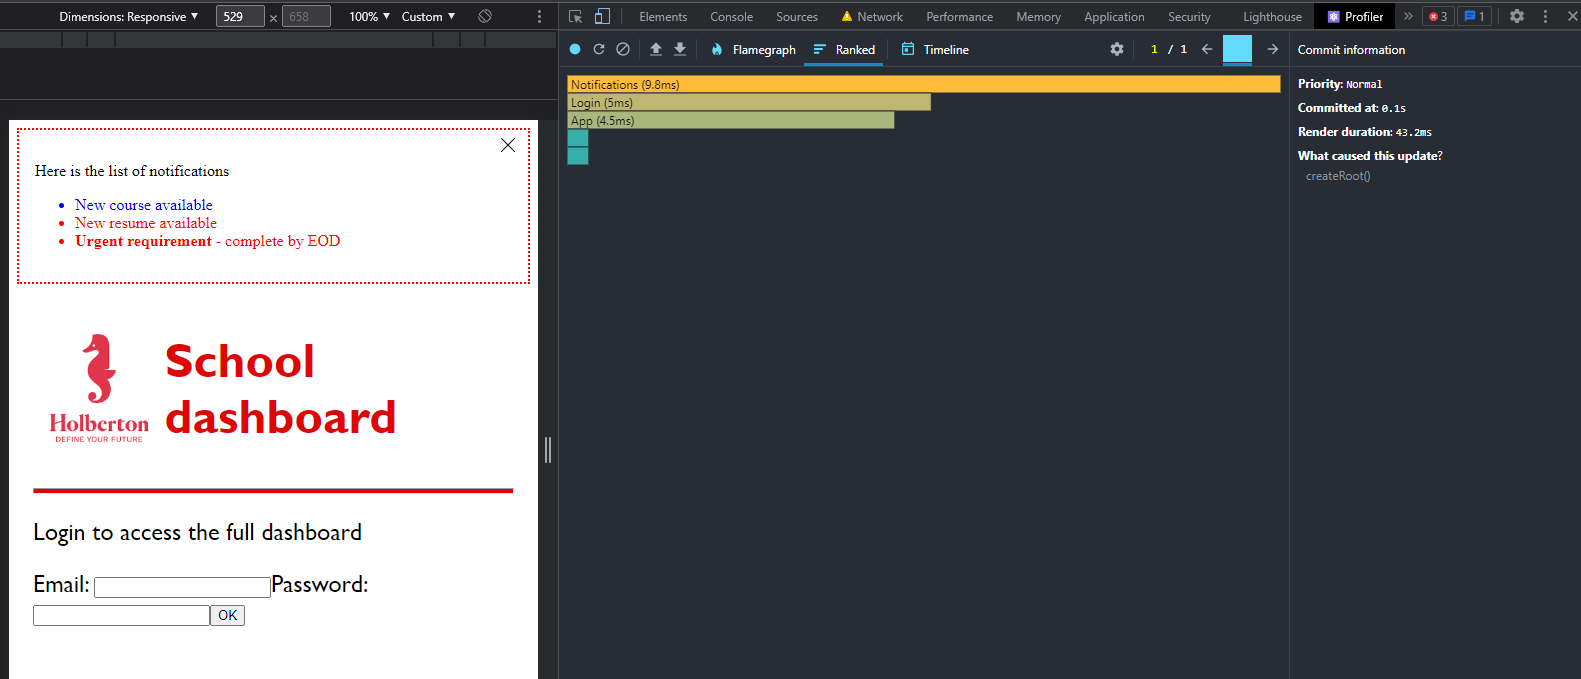 Dimensions: Responsive ▼ 529 × 658 100% ▼ Custom ▼
Elements Console Sources Network Performance Memory Application Security Lighthouse Profiler » 3 1
Flamegraph Ranked Timeline 1 / 1 Commit information
Notifications (9.8ms)
Login (5ms)
App (4.5ms)
Priority: Normal
Committed at: 0.1s
Render duration: 43.2ms
What caused this update?
createRoot()
Here is the list of notifications
New course available
New resume available
Urgent requirement - complete by EOD
Holberton
DEFINE YOUR FUTURE
School
dashboard
Login to access the full dashboard
Email: Password:
OK